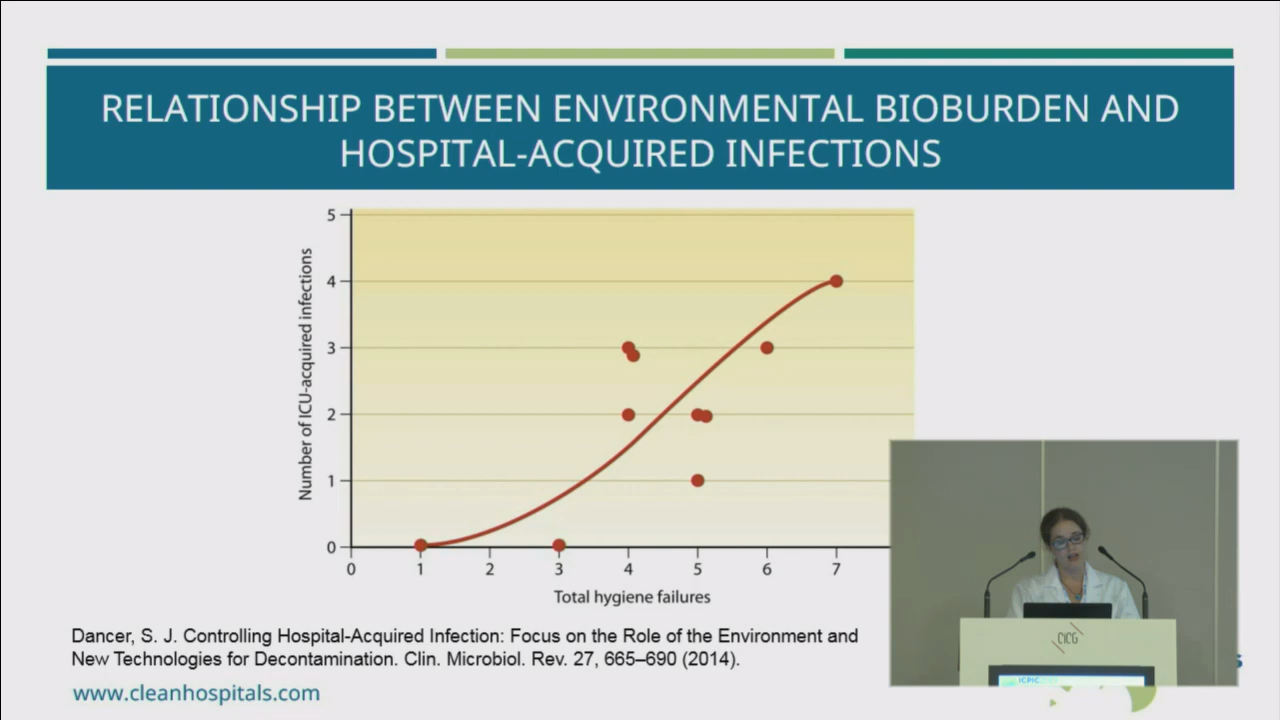 RELATIONSHIP BETWEEN ENVIRONMENTAL BIOBURDEN AND
HOSPITAL-ACQUIRED INFECTIONS
Number of ICU-acquired infections
5
4
3
2
1
0
0 1 2 3 4 5 6 7
Total hygiene failures
Dancer, S. J. Controlling Hospital-Acquired Infection: Focus on the Role of the Environment and
New Technologies for Decontamination. Clin. Microbiol. Rev. 27, 665–690 (2014).
www.cleanhospitals.com
CICG
ICPIC
s